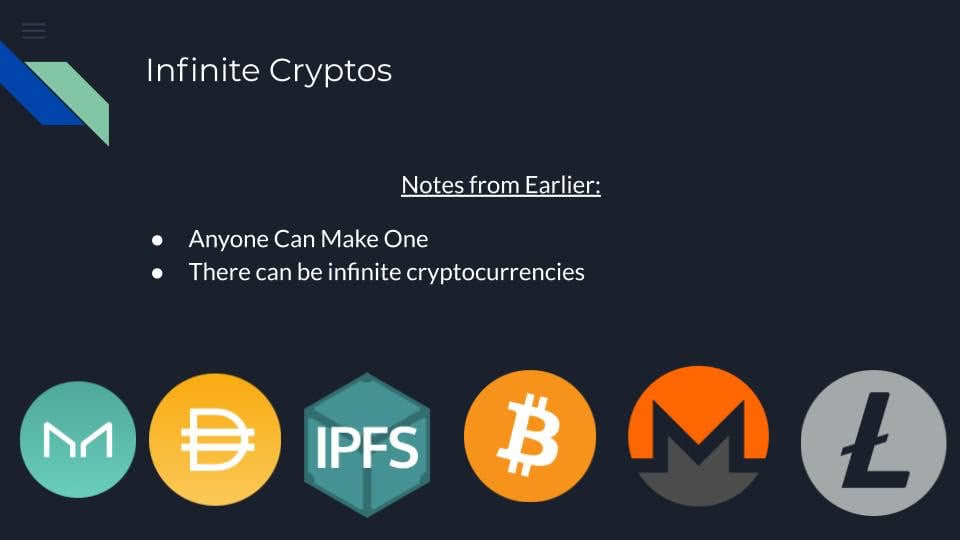 Infinite Cryptos
Notes from Earlier:
● Anyone Can Make One
● There can be infinite cryptocurrencies
IPFS